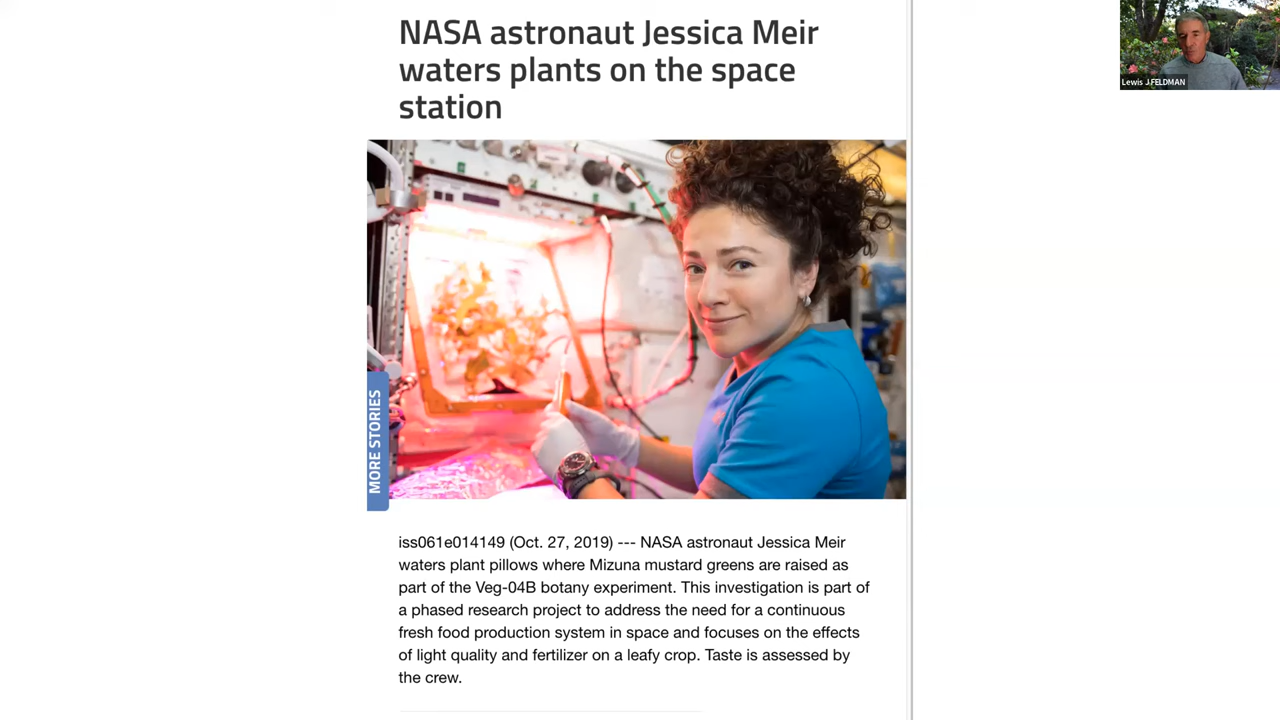 NASA astronaut Jessica Meir
waters plants on the space
station
Lewis J FELDMAN
MORE STORIES
iss061e014149 (Oct. 27, 2019) --- NASA astronaut Jessica Meir
waters plant pillows where Mizuna mustard greens are raised as
part of the Veg-04B botany experiment. This investigation is part of
a phased research project to address the need for a continuous
fresh food production system in space and focuses on the effects
of light quality and fertilizer on a leafy crop. Taste is assessed by
the crew.